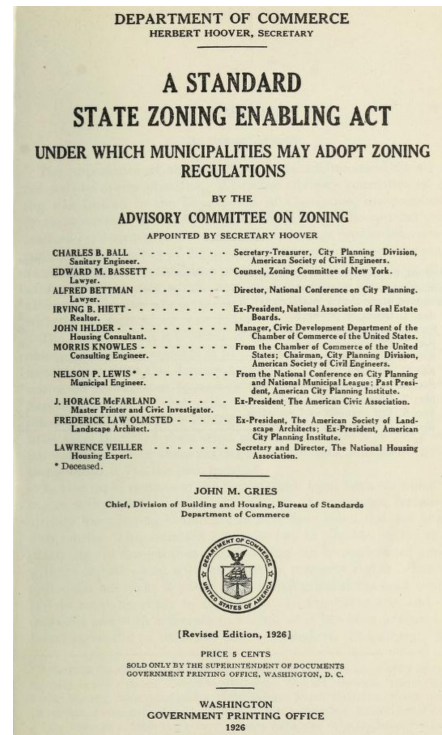 DEPARTMENT OF COMMERCE
HERBERT HOOVER, SECRETARY
A STANDARD
STATE ZONING ENABLING ACT
UNDER WHICH MUNICIPALITIES MAY ADOPT ZONING
REGULATIONS
BY THE
ADVISORY COMMITTEE ON ZONING
APPOINTED BY SECRETARY HOOVER
CHARLES B. BALL - - - - - - - - Secretary-Treasurer, City Planning Division,
Sanitary Engineer. American Society of Civil Engineers.
EDWARD M. BASSETT - - - - - - - Counsel, Zoning Committee of New York.
Lawyer.
ALFRED BETTMAN - - - - - - - - Director, National Conference on City Planning.
Lawyer.
IRVING B. HIETT - - - - - - - - Ex-President, National Association of Real Estate
Realtor. Boards.
JOHN IHLDER - - - - - - - - - Manager, Civic Development Department of the
Housing Consultant. Chamber of Commerce of the United States.
MORRIS KNOWLES - - - - - - - - From the Chamber of Commerce of the United
Consulting Engineer. States; Chairman, City Planning Division,
American Society of Civil Engineers.
NELSON P. LEWIS * - - - - - - - From the National Conference on City Planning
Municipal Engineer. and National Municipal League; Past Presi-
dent, American City Planning Institute.
J. HORACE McFARLAND - - - - - - Ex-President, The American Civic Association.
Master Printer and Civic Investigator.
FREDERICK LAW OLMSTED - - - - - Ex-President, The American Society of Land-
Landscape Architect. scape Architects; Ex-President, American
City Planning Institute.
LAWRENCE VEILLER - - - - - - - Secretary and Director, The National Housing
Housing Expert. Association.
* Deceased.
JOHN M. GRIES
Chief, Division of Building and Housing, Bureau of Standards
Department of Commerce
DEPARTMENT OF COMMERCE
UNITED STATES OF AMERICA
[Revised Edition, 1926]
PRICE 5 CENTS
SOLD ONLY BY THE SUPERINTENDENT OF DOCUMENTS
GOVERNMENT PRINTING OFFICE, WASHINGTON, D. C.
WASHINGTON
GOVERNMENT PRINTING OFFICE
1926